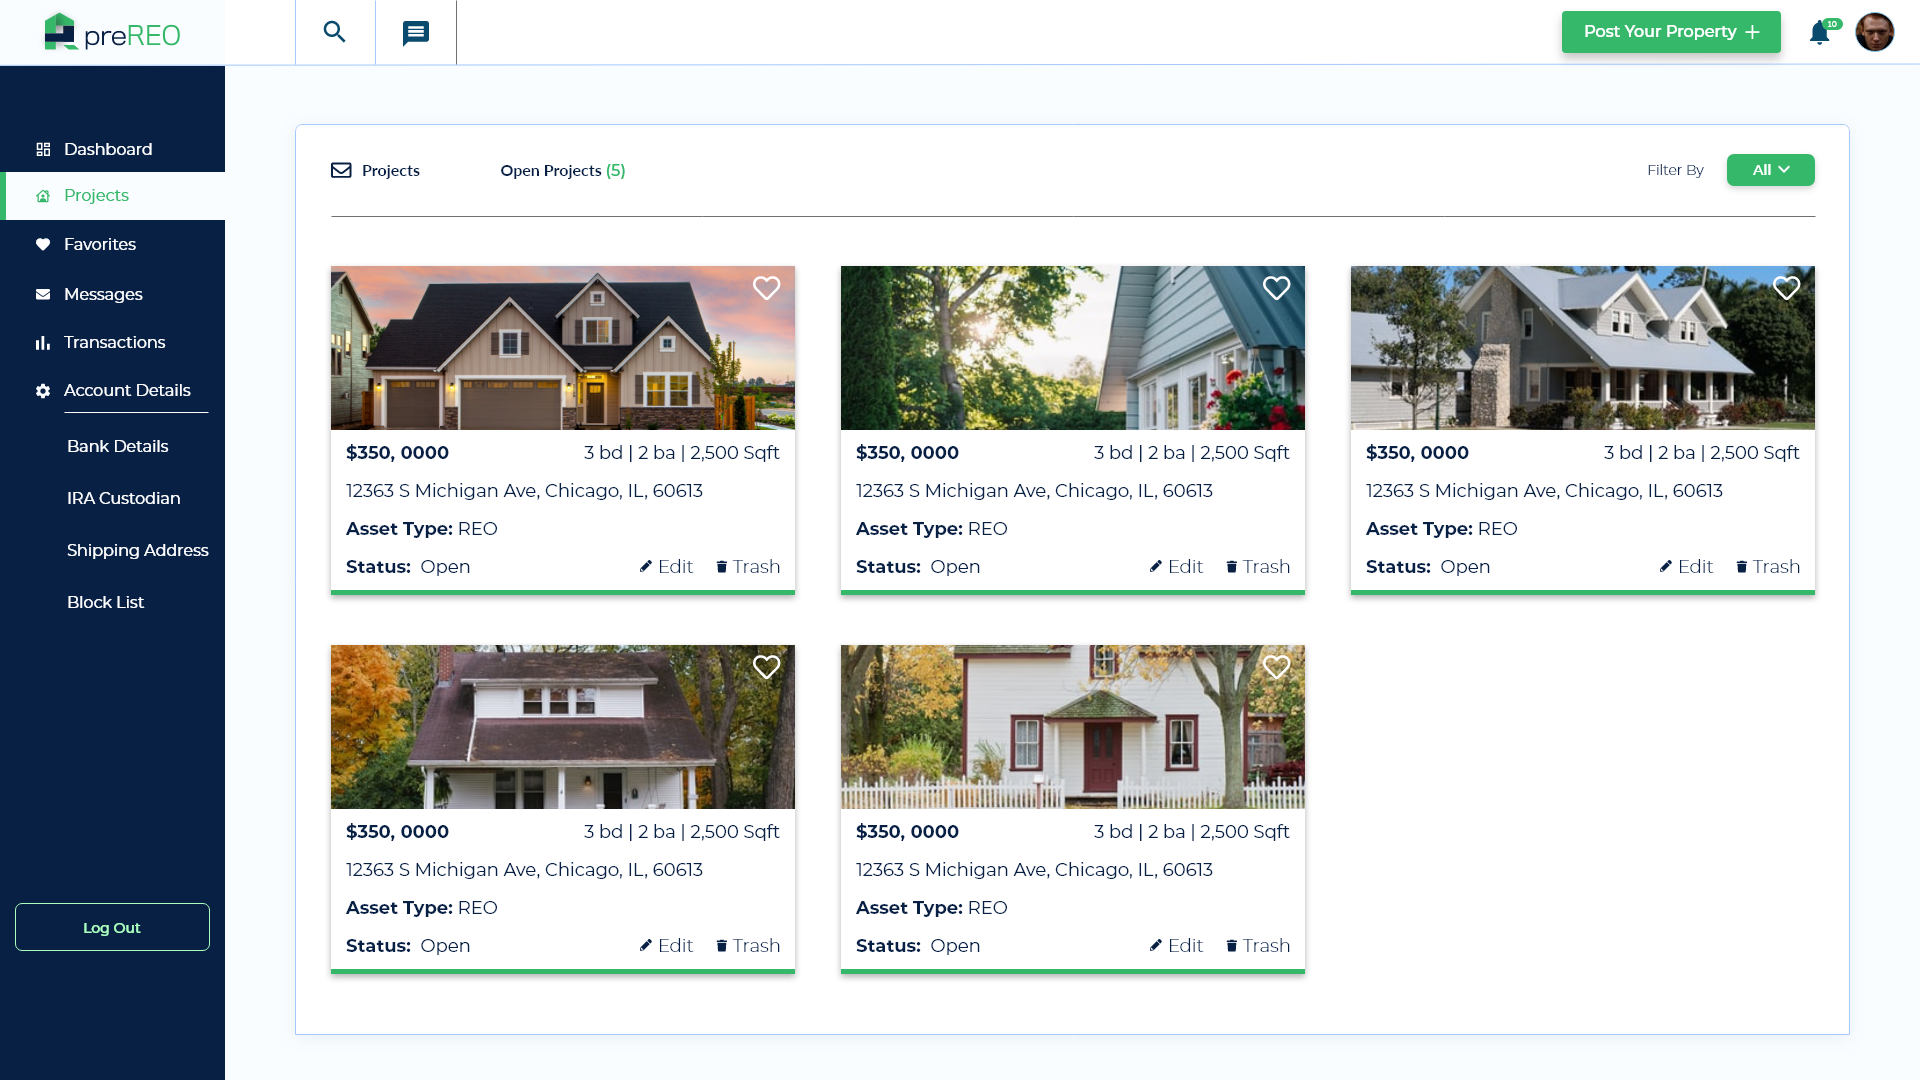 preREO
Post Your Property
10
Dashboard
Projects
Favorites
Messages
Transactions
Account Details
Bank Details
IRA Custodian
Shipping Address
Block List
Log Out
Projects
Open Projects (5)
Filter By
All
$350, 0000 3 bd | 2 ba | 2,500 Sqft
12363 S Michigan Ave, Chicago, IL, 60613
Asset Type: REO
Status: Open Edit Trash
$350, 0000 3 bd | 2 ba | 2,500 Sqft
12363 S Michigan Ave, Chicago, IL, 60613
Asset Type: REO
Status: Open Edit Trash
$350, 0000 3 bd | 2 ba | 2,500 Sqft
12363 S Michigan Ave, Chicago, IL, 60613
Asset Type: REO
Status: Open Edit Trash
$350, 0000 3 bd | 2 ba | 2,500 Sqft
12363 S Michigan Ave, Chicago, IL, 60613
Asset Type: REO
Status: Open Edit Trash
$350, 0000 3 bd | 2 ba | 2,500 Sqft
12363 S Michigan Ave, Chicago, IL, 60613
Asset Type: REO
Status: Open Edit Trash